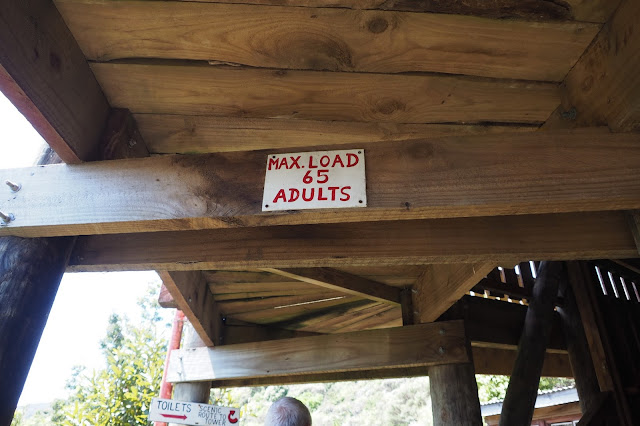 MAX. LOAD
65
ADULTS
TOILETS
SCENIC
ROUTE TO
TOWER